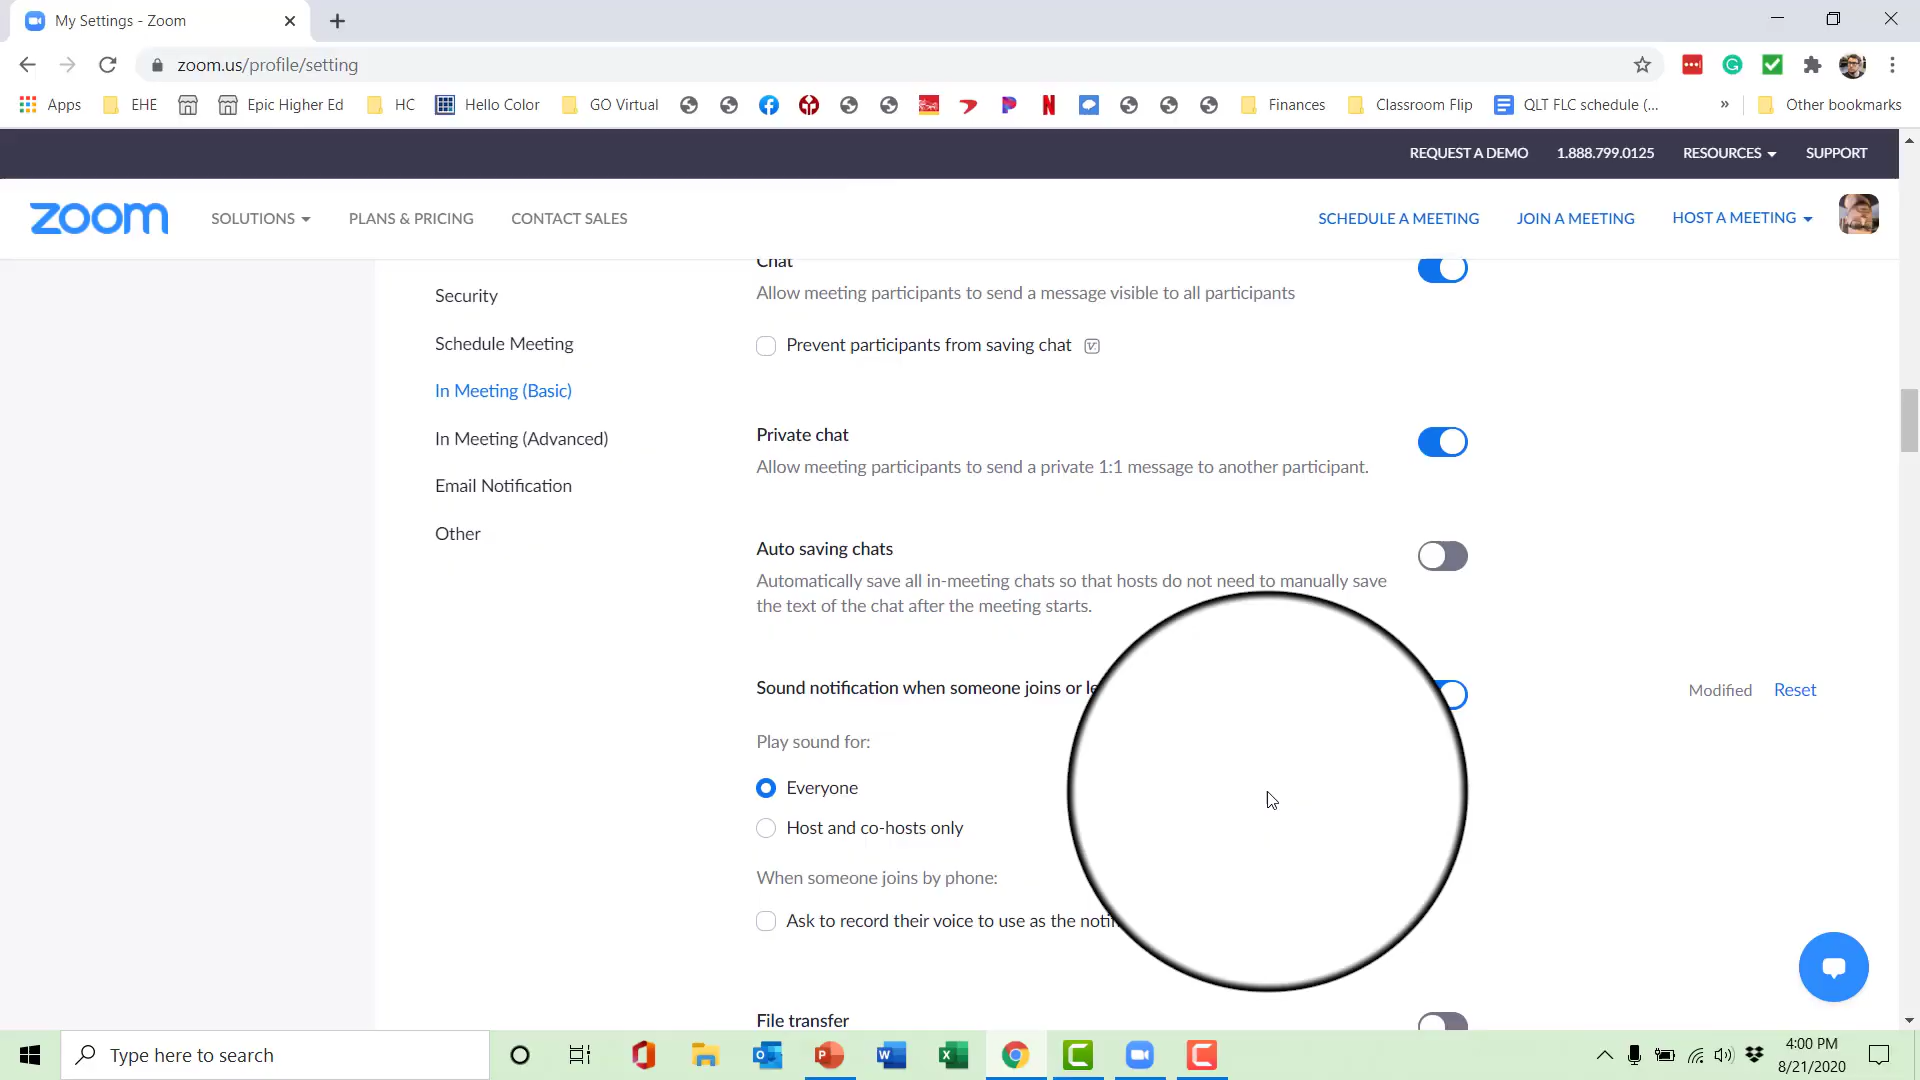 My Settings - Zoom
zoom.us/profile/setting
Apps EHE Epic Higher Ed HC Hello Color GO Virtual Finances Classroom Flip QLT FLC schedule (... » Other bookmarks
REQUEST A DEMO 1.888.799.0125 RESOURCES SUPPORT
zoom SOLUTIONS PLANS & PRICING CONTACT SALES SCHEDULE A MEETING JOIN A MEETING HOST A MEETING
Security
Schedule Meeting
In Meeting (Basic)
In Meeting (Advanced)
Email Notification
Other
Chat
Allow meeting participants to send a message visible to all participants
Prevent participants from saving chat
Private chat
Allow meeting participants to send a private 1:1 message to another participant.
Auto saving chats
Automatically save all in-meeting chats so that hosts do not need to manually save
the text of the chat after the meeting starts.
Sound notification when someone joins or
Modified Reset
Play sound for:
Everyone
Host and co-hosts only
When someone joins by phone:
Ask to record their voice to use as the
File transfer
Type here to search
4:00 PM
8/21/2020